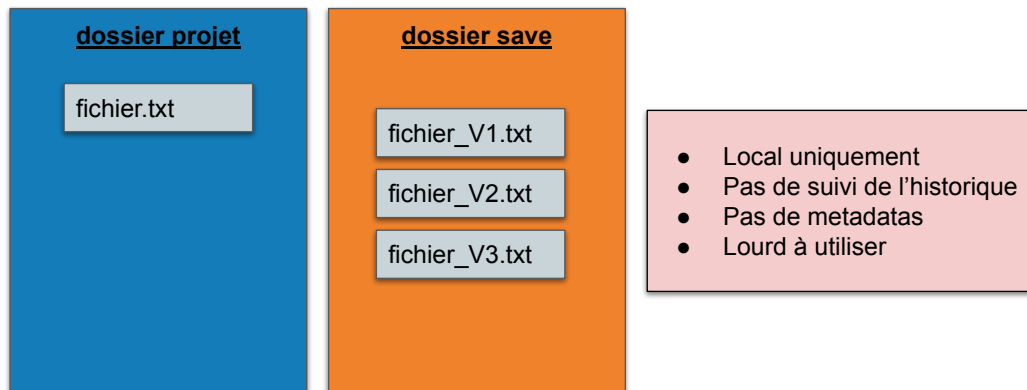 dossier projet
fichier.txt
dossier save
fichier_V1.txt
fichier_V2.txt
fichier_V3.txt
● Local uniquement
● Pas de suivi de l’historique
● Pas de metadatas
● Lourd à utiliser